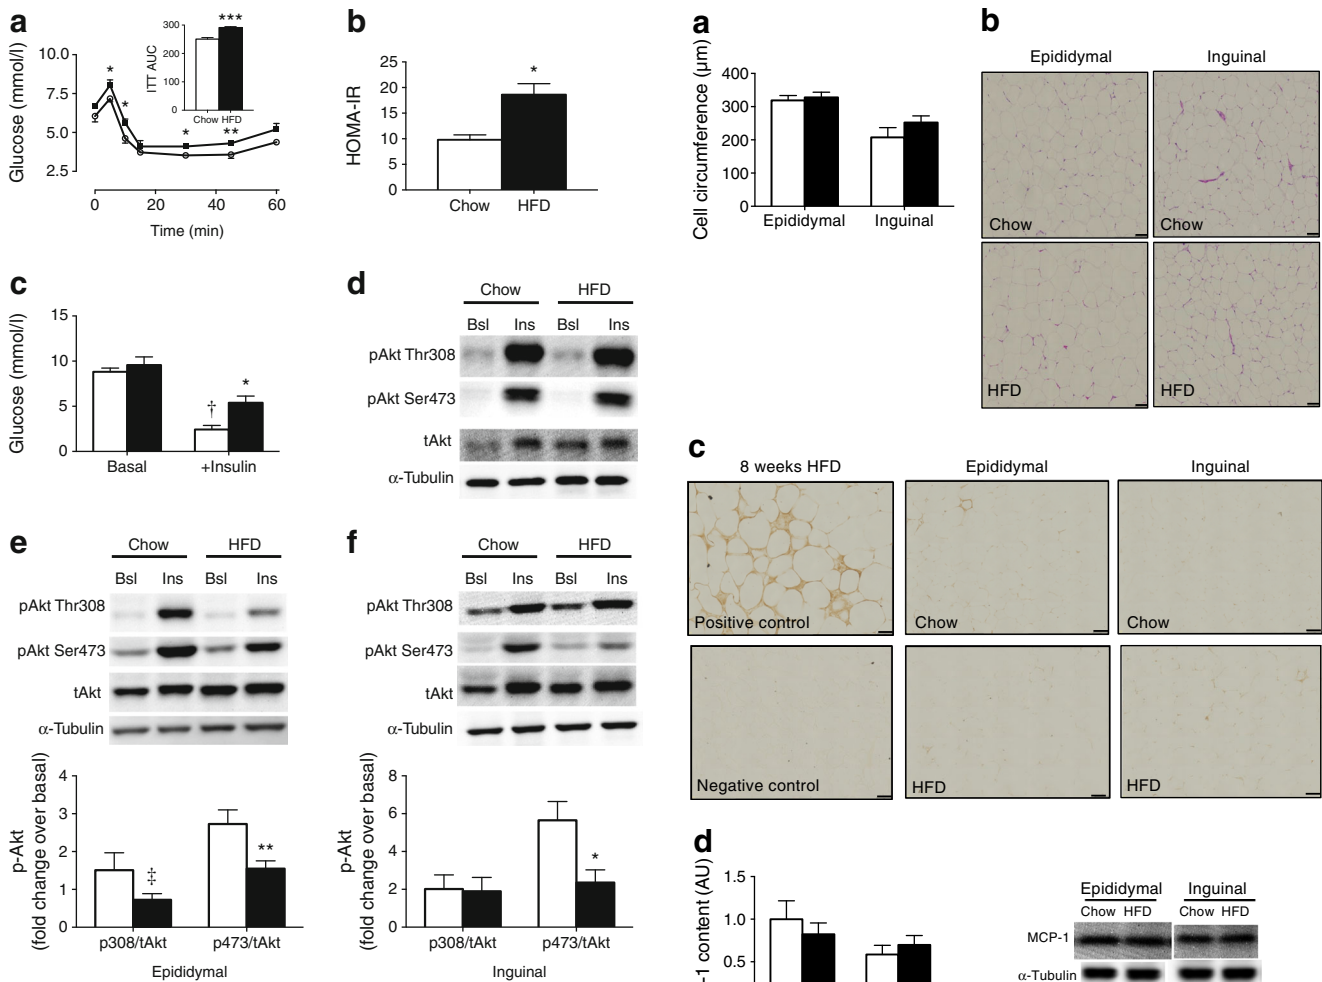 a
Glucose (mmol/l)
10.0
7.5
5.0
2.5
0 20 40 60
Time (min)
* * * **
ITT AUC
300
200
100
0
***
Chow HFD
b
HOMA-IR
25
20
15
10
5
0
*
Chow HFD
c
Glucose (mmol/l)
15
10
5
0
† *
Basal +Insulin
d
Chow HFD
Bsl Ins Bsl Ins
pAkt Thr308
pAkt Ser473
tAkt
α-Tubulin
e
Chow HFD
Bsl Ins Bsl Ins
pAkt Thr308
pAkt Ser473
tAkt
α-Tubulin
p-Akt
(fold change over basal)
4
3
2
1
0
‡ **
p308/tAkt p473/tAkt
Epididymal
f
Chow HFD
Bsl Ins Bsl Ins
pAkt Thr308
pAkt Ser473
tAkt
α-Tubulin
p-Akt
(fold change over basal)
8
6
4
2
0
*
p308/tAkt p473/tAkt
Inguinal
a
Cell circumference (µm)
400
300
200
100
0
Epididymal Inguinal
b
Epididymal Inguinal
Chow Chow
HFD HFD
c
8 weeks HFD Epididymal Inguinal
Positive control Chow Chow
Negative control HFD HFD
d
-1 content (AU)
1.5
1.0
0.5
Epididymal Inguinal
Chow HFD Chow HFD
MCP-1
α-Tubulin